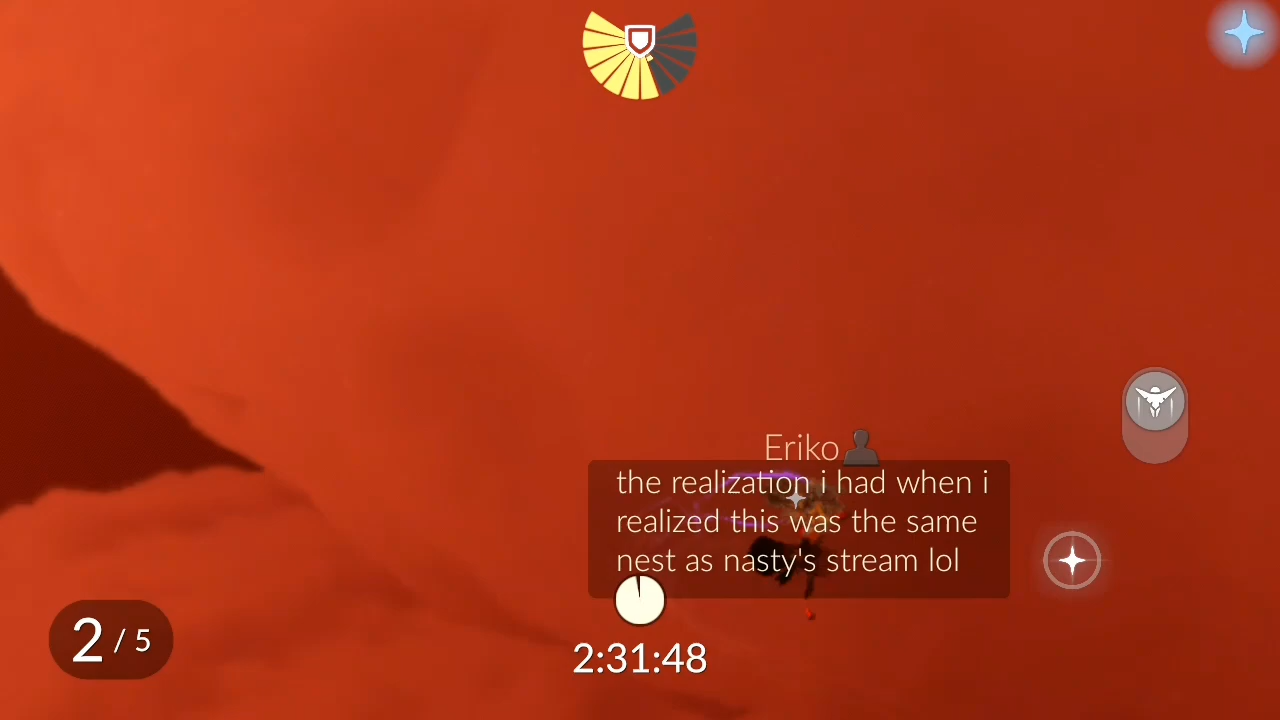 Eriko
the realization i had when i
realized this was the same
nest as nasty's stream lol
2 / 5
2:31:48